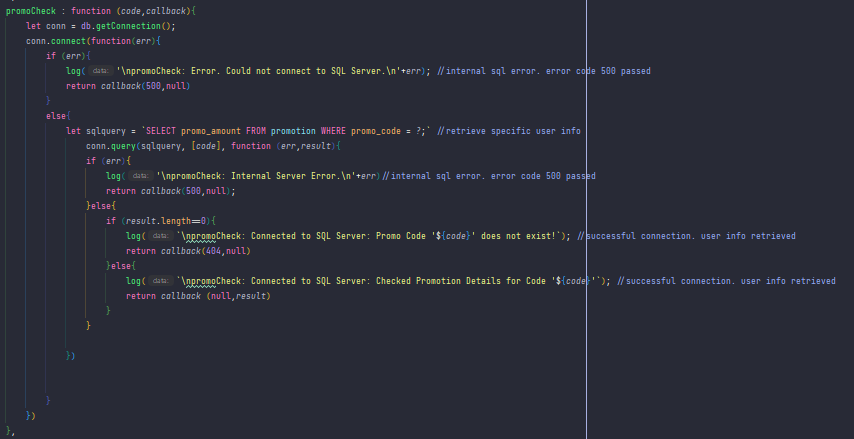 promoCheck : function (code,callback){
let conn = db.getConnection();
conn.connect(function(err){
if (err){
log( data: '\npromoCheck: Error. Could not connect to SQL Server.\n'+err); //internal sql error. error code 500 passed
return callback(500,null)
}
else{
let sqlquery = `SELECT promo_amount FROM promotion WHERE promo_code = ?;` //retrieve specific user info
conn.query(sqlquery, [code], function (err,result){
if (err){
log( data: '\npromoCheck: Internal Server Error.\n'+err)//internal sql error. error code 500 passed
return callback(500,null);
}else{
if (result.length==0){
log( data: `\npromoCheck: Connected to SQL Server: Promo Code '${code}' does not exist!`); //successful connection. user info retrieved
return callback(404,null)
}else{
log( data: `\npromoCheck: Connected to SQL Server: Checked Promotion Details for Code '${code}'`); //successful connection. user info retrieved
return callback (null,result)
}
}
})
}
})
},